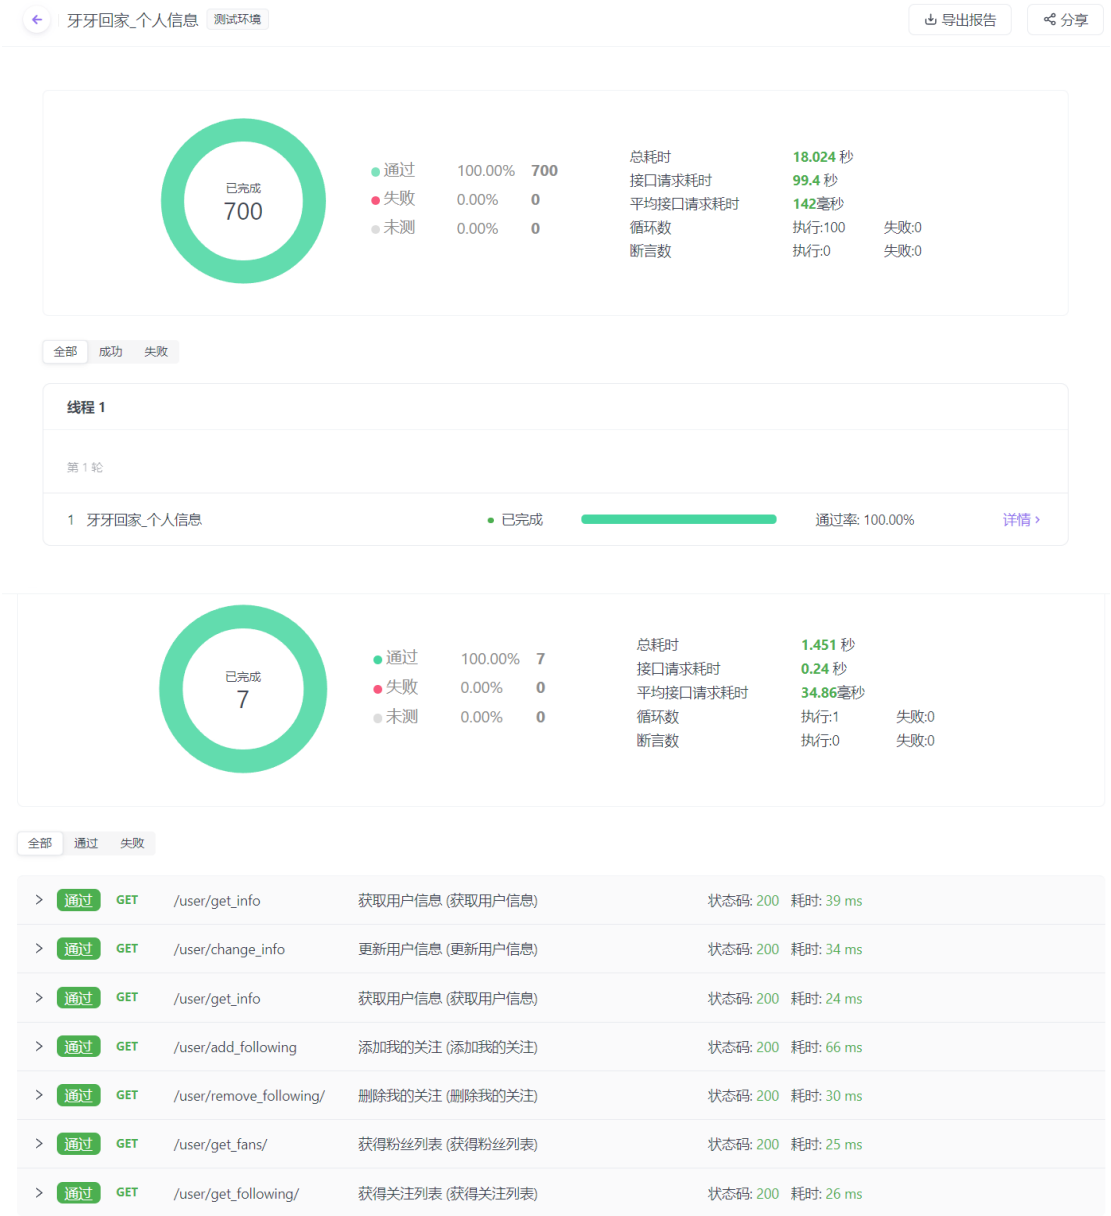 牙牙回家_个人信息 测试环境 导出报告 分享
已完成
700
通过 100.00% 700
失败 0.00% 0
未测 0.00% 0
总耗时 18.024 秒
接口请求耗时 99.4 秒
平均接口请求耗时 142毫秒
循环数 执行:100 失败:0
断言数 执行:0 失败:0
全部 成功 失败
线程 1
第 1 轮
1 牙牙回家_个人信息 已完成 通过率: 100.00% 详情
已完成
7
通过 100.00% 7
失败 0.00% 0
未测 0.00% 0
总耗时 1.451 秒
接口请求耗时 0.24 秒
平均接口请求耗时 34.86毫秒
循环数 执行:1 失败:0
断言数 执行:0 失败:0
全部 通过 失败
通过 GET /user/get_info 获取用户信息 (获取用户信息) 状态码: 200 耗时: 39 ms
通过 GET /user/change_info 更新用户信息 (更新用户信息) 状态码: 200 耗时: 34 ms
通过 GET /user/get_info 获取用户信息 (获取用户信息) 状态码: 200 耗时: 24 ms
通过 GET /user/add_following 添加我的关注 (添加我的关注) 状态码: 200 耗时: 66 ms
通过 GET /user/remove_following/ 删除我的关注 (删除我的关注) 状态码: 200 耗时: 30 ms
通过 GET /user/get_fans/ 获得粉丝列表 (获得粉丝列表) 状态码: 200 耗时: 25 ms
通过 GET /user/get_following/ 获得关注列表 (获得关注列表) 状态码: 200 耗时: 26 ms